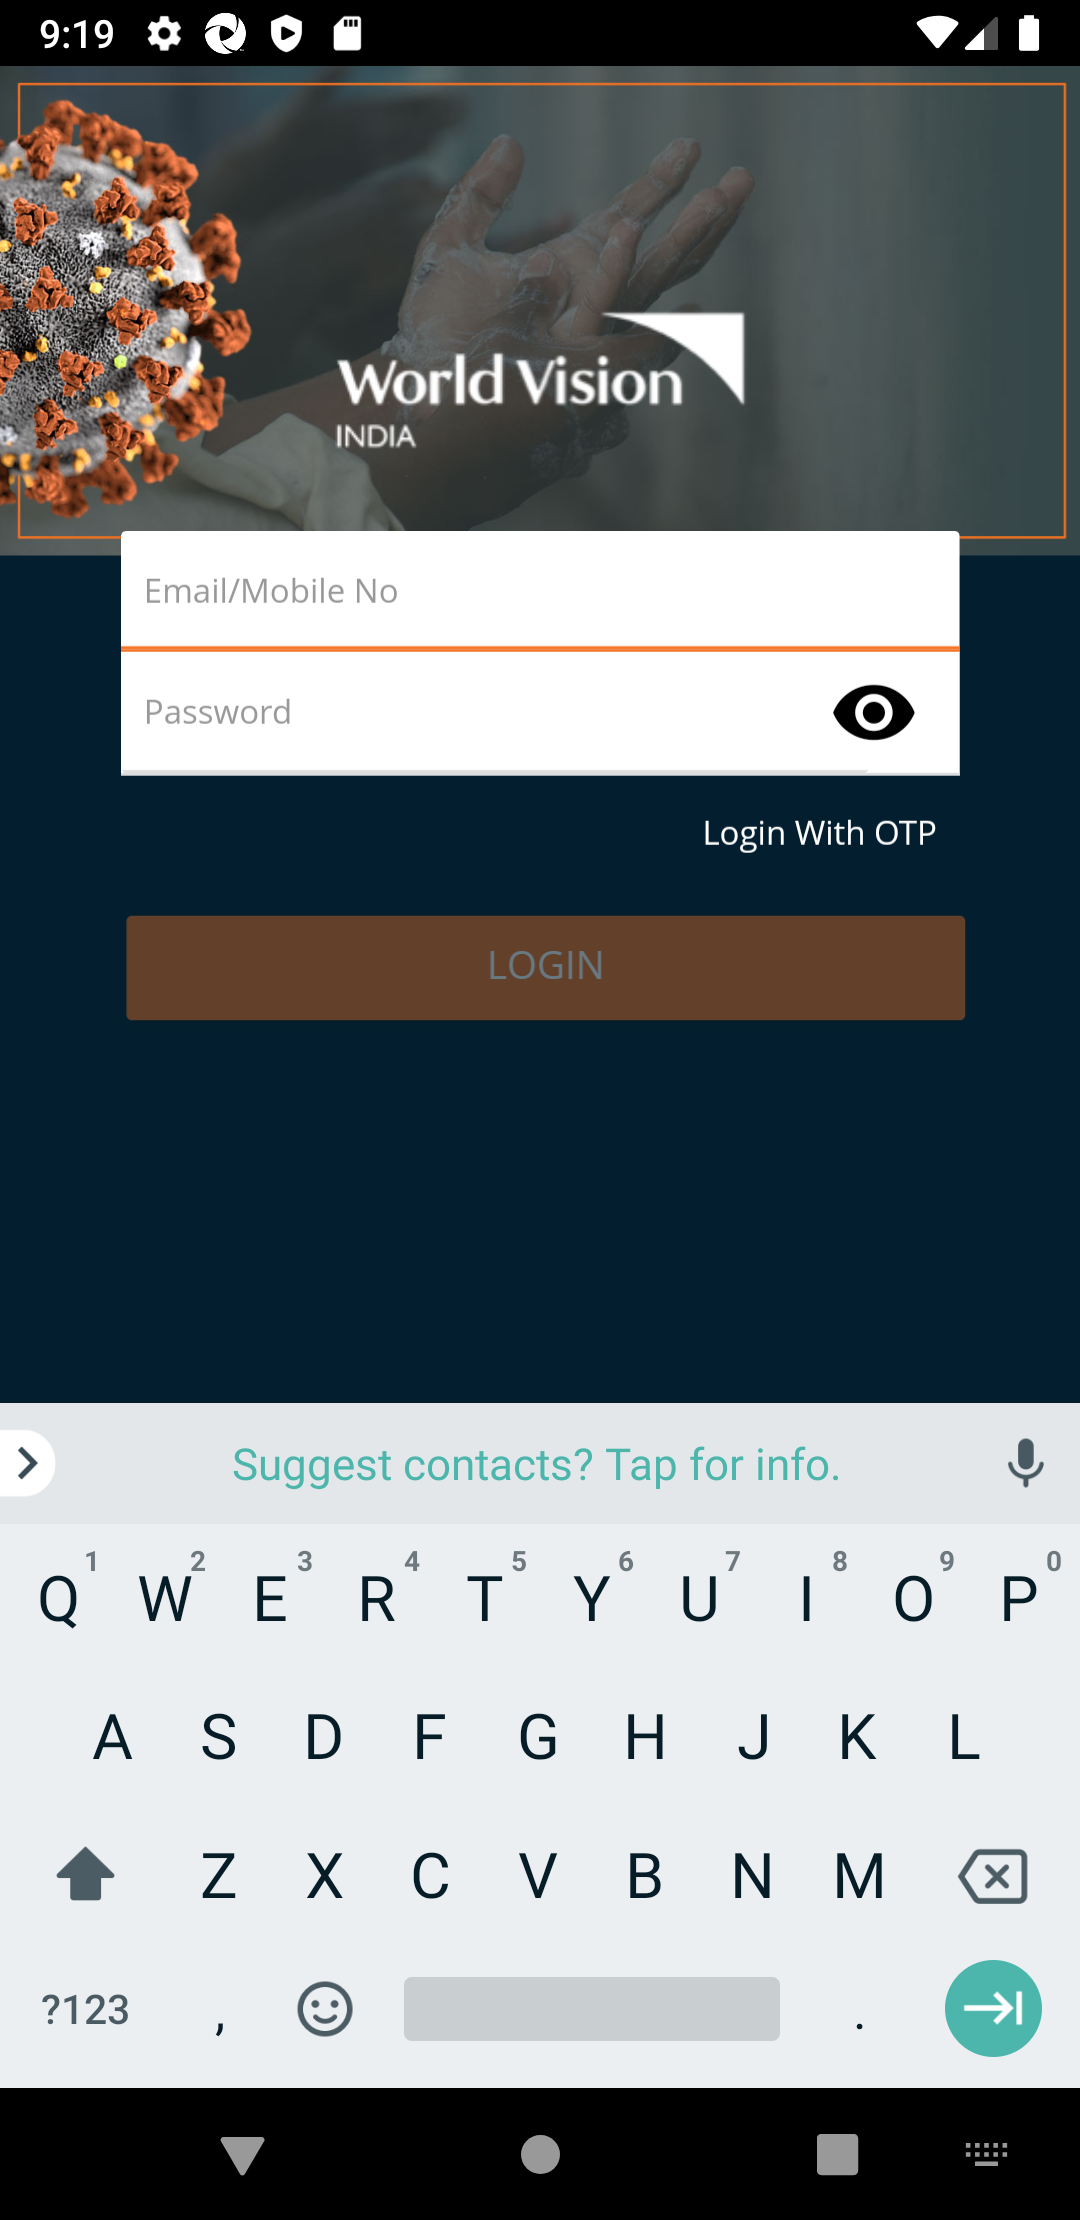 9:19
World Vision
INDIA
Email/Mobile No
Password
Login With OTP
LOGIN
Suggest contacts? Tap for info.
1 2 3 4 5 6 7 8 9 0
Q W E R T Y U I O P
A S D F G H J K L
Z X C V B N M
?123 , .